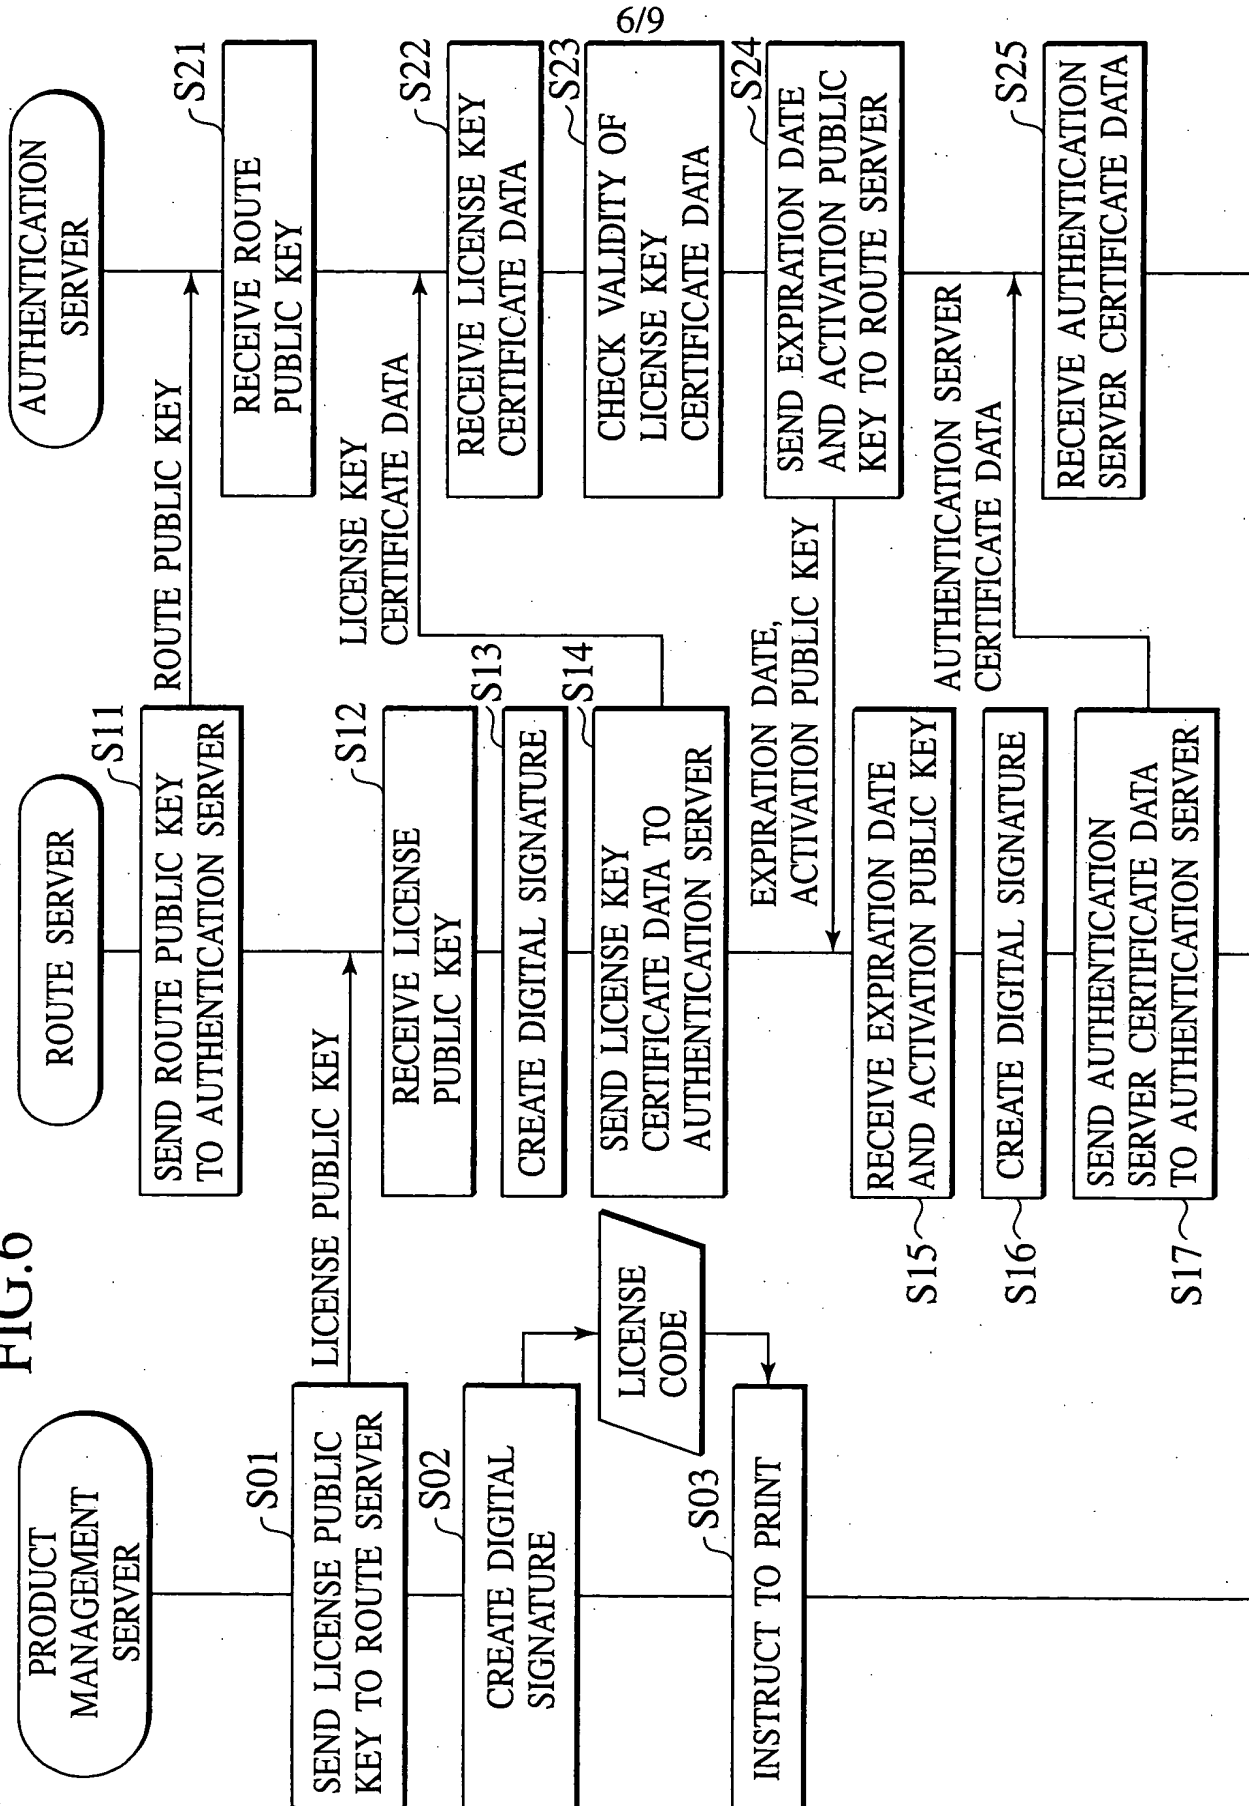 6/9
FIG.6
PRODUCT
MANAGEMENT
SERVER
S01
SEND LICENSE PUBLIC
KEY TO ROUTE SERVER
LICENSE PUBLIC KEY
S02
CREATE DIGITAL
SIGNATURE
LICENSE
CODE
S03
INSTRUCT TO PRINT
ROUTE SERVER
S11
SEND ROUTE PUBLIC KEY
TO AUTHENTICATION SERVER
ROUTE PUBLIC KEY
S12
RECEIVE LICENSE
PUBLIC KEY
S13
CREATE DIGITAL SIGNATURE
S14
SEND LICENSE KEY
CERTIFICATE DATA TO
AUTHENTICATION SERVER
LICENSE KEY
CERTIFICATE DATA
EXPIRATION DATE,
ACTIVATION PUBLIC KEY
S15
RECEIVE EXPIRATION DATE
AND ACTIVATION PUBLIC KEY
S16
CREATE DIGITAL SIGNATURE
S17
SEND AUTHENTICATION
SERVER CERTIFICATE DATA
TO AUTHENTICATION SERVER
AUTHENTICATION SERVER
CERTIFICATE DATA
AUTHENTICATION
SERVER
S21
RECEIVE ROUTE
PUBLIC KEY
S22
RECEIVE LICENSE KEY
CERTIFICATE DATA
S23
CHECK VALIDITY OF
LICENSE KEY
CERTIFICATE DATA
S24
SEND EXPIRATION DATE
AND ACTIVATION PUBLIC
KEY TO ROUTE SERVER
S25
RECEIVE AUTHENTICATION
SERVER CERTIFICATE DATA